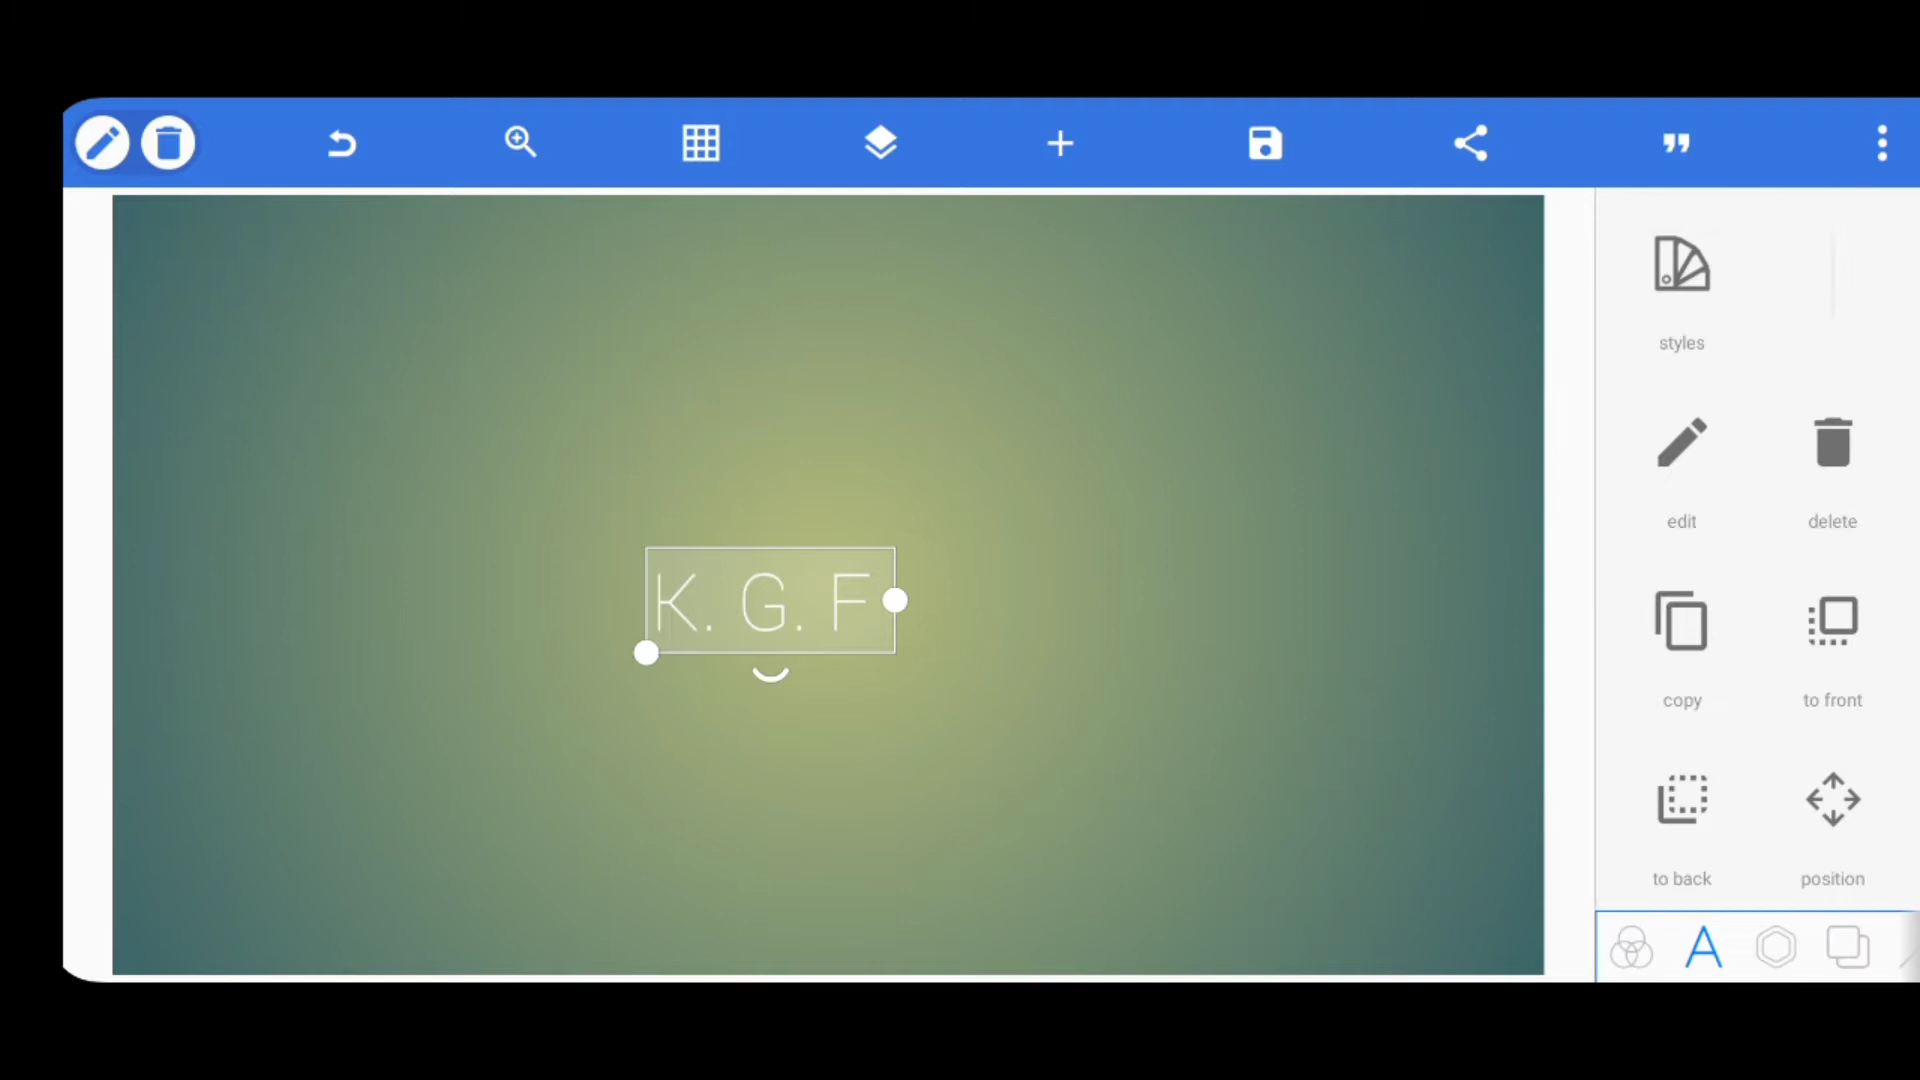 styles
K. G. F
edit
delete
copy
to front
to back
position